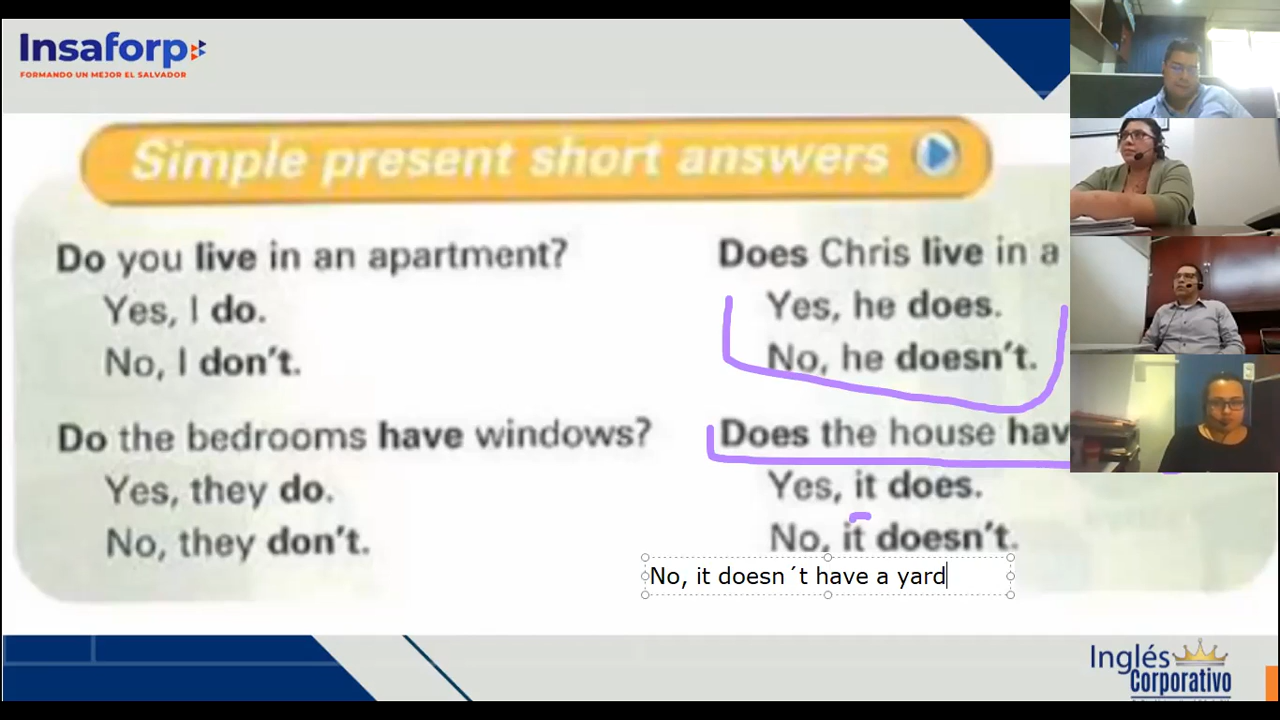 Insaforp
FORMANDO UN MEJOR EL SALVADOR
Simple present short answers
Do you live in an apartment?
Yes, I do.
No, I don't.
Do the bedrooms have windows?
Yes, they do.
No, they don't.
Does Chris live in a
Yes, he does.
No, he doesn't.
Does the house hav
Yes, it does.
No, it doesn't.
No, it doesn´t have a yard
Inglés
Corporativo